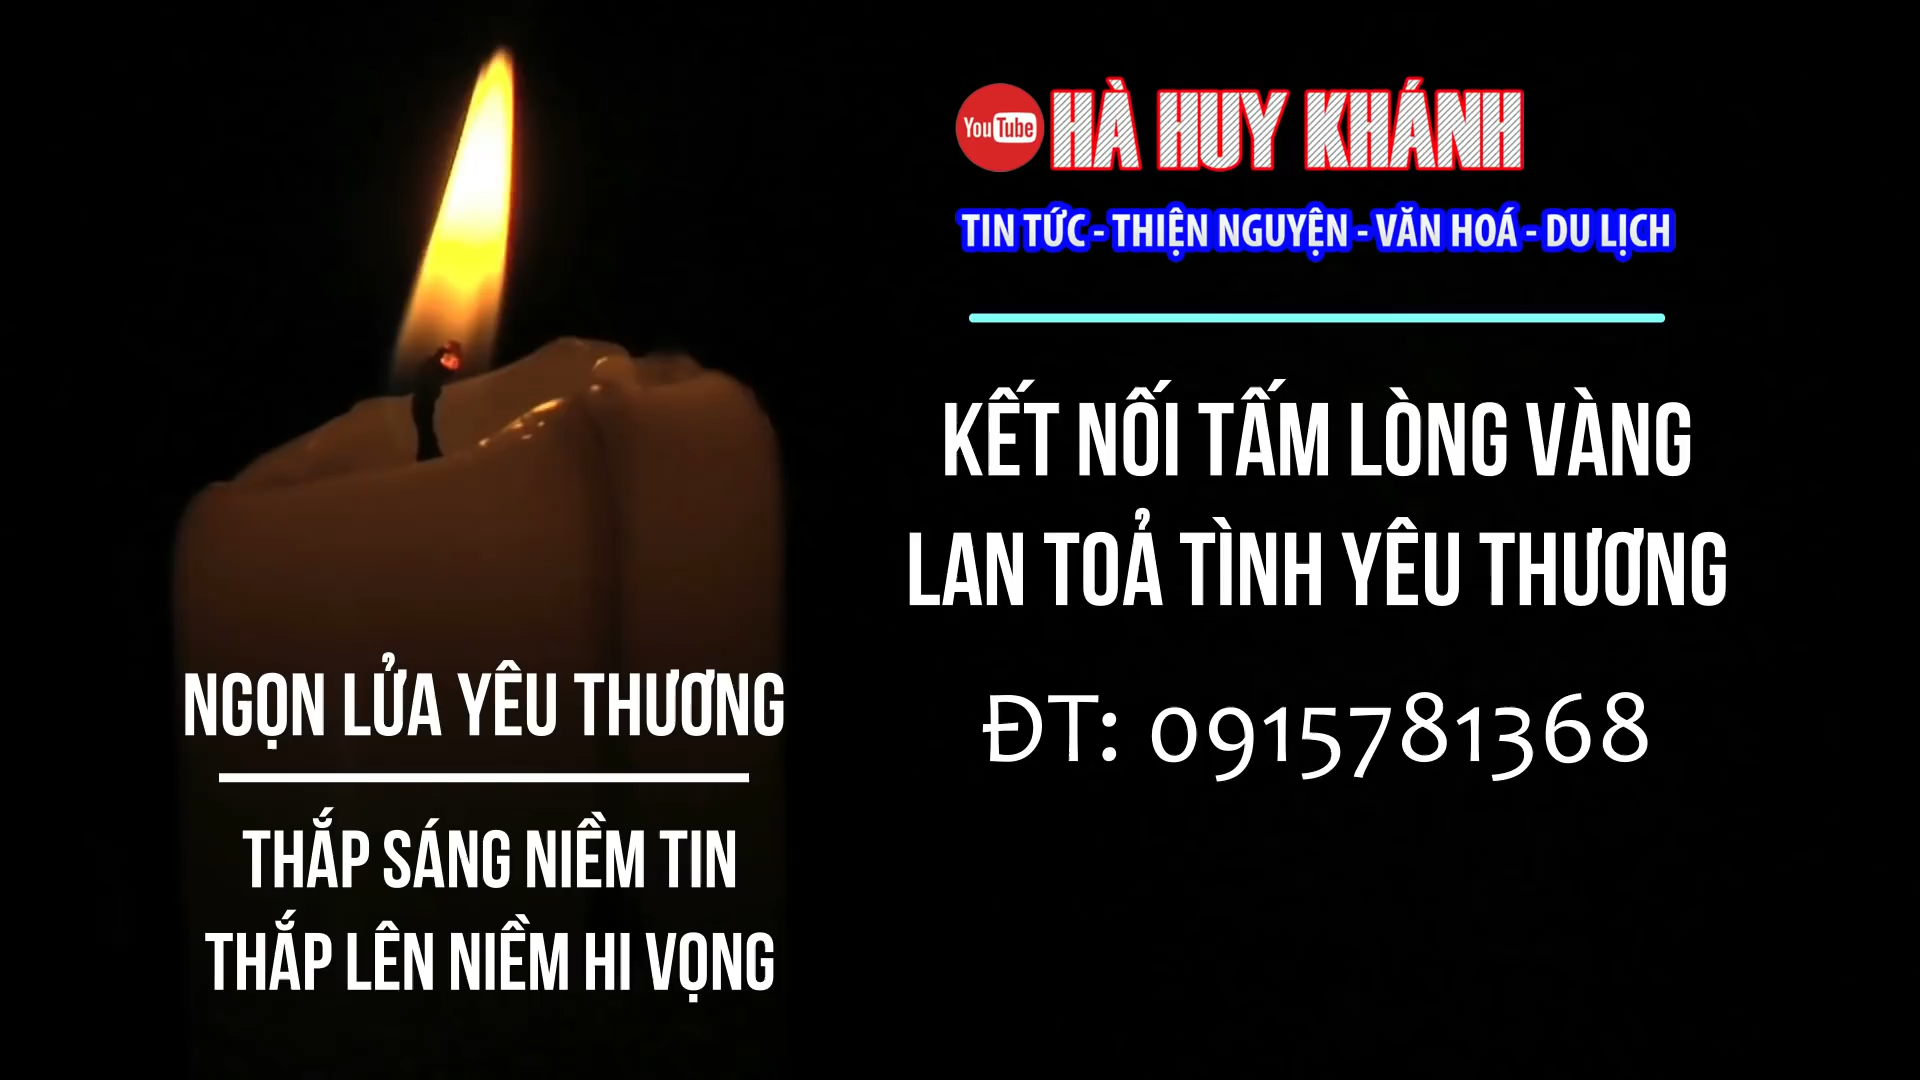 YouTube HÀ HUY KHÁNH
TIN TỨC - THIỆN NGUYỆN - VĂN HOÁ - DU LỊCH
KẾT NỐI TẤM LÒNG VÀNG
LAN TOẢ TÌNH YÊU THƯƠNG
ĐT: 0915781368
NGỌN LỬA YÊU THƯƠNG
THẮP SÁNG NIỀM TIN
THẮP LÊN NIỀM HI VỌNG